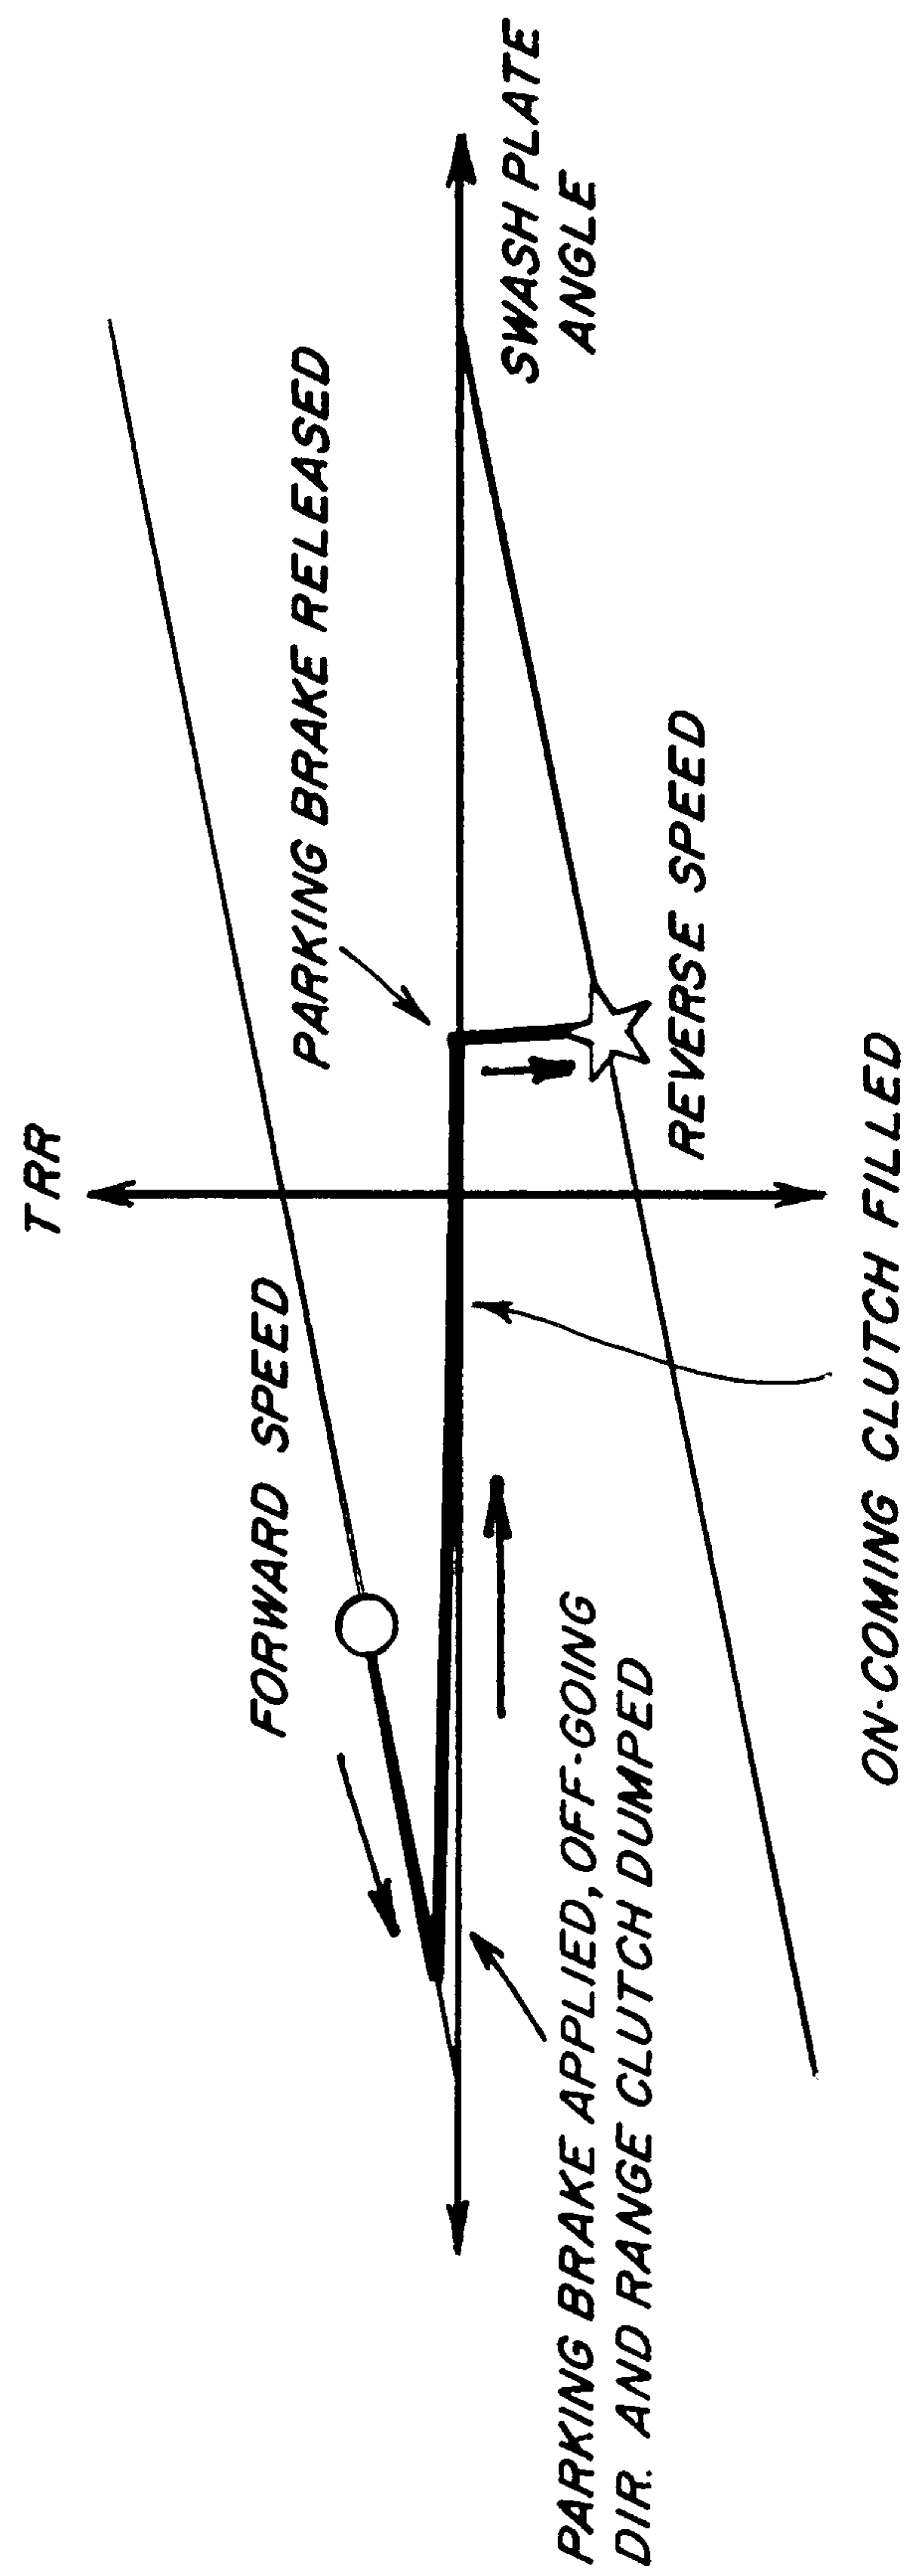 TRR
FORWARD SPEED
PARKING BRAKE RELEASED
SWASH PLATE
ANGLE
PARKING BRAKE APPLIED, OFF-GOING
DIR. AND RANGE CLUTCH DUMPED
REVERSE SPEED
ON-COMING CLUTCH FILLED